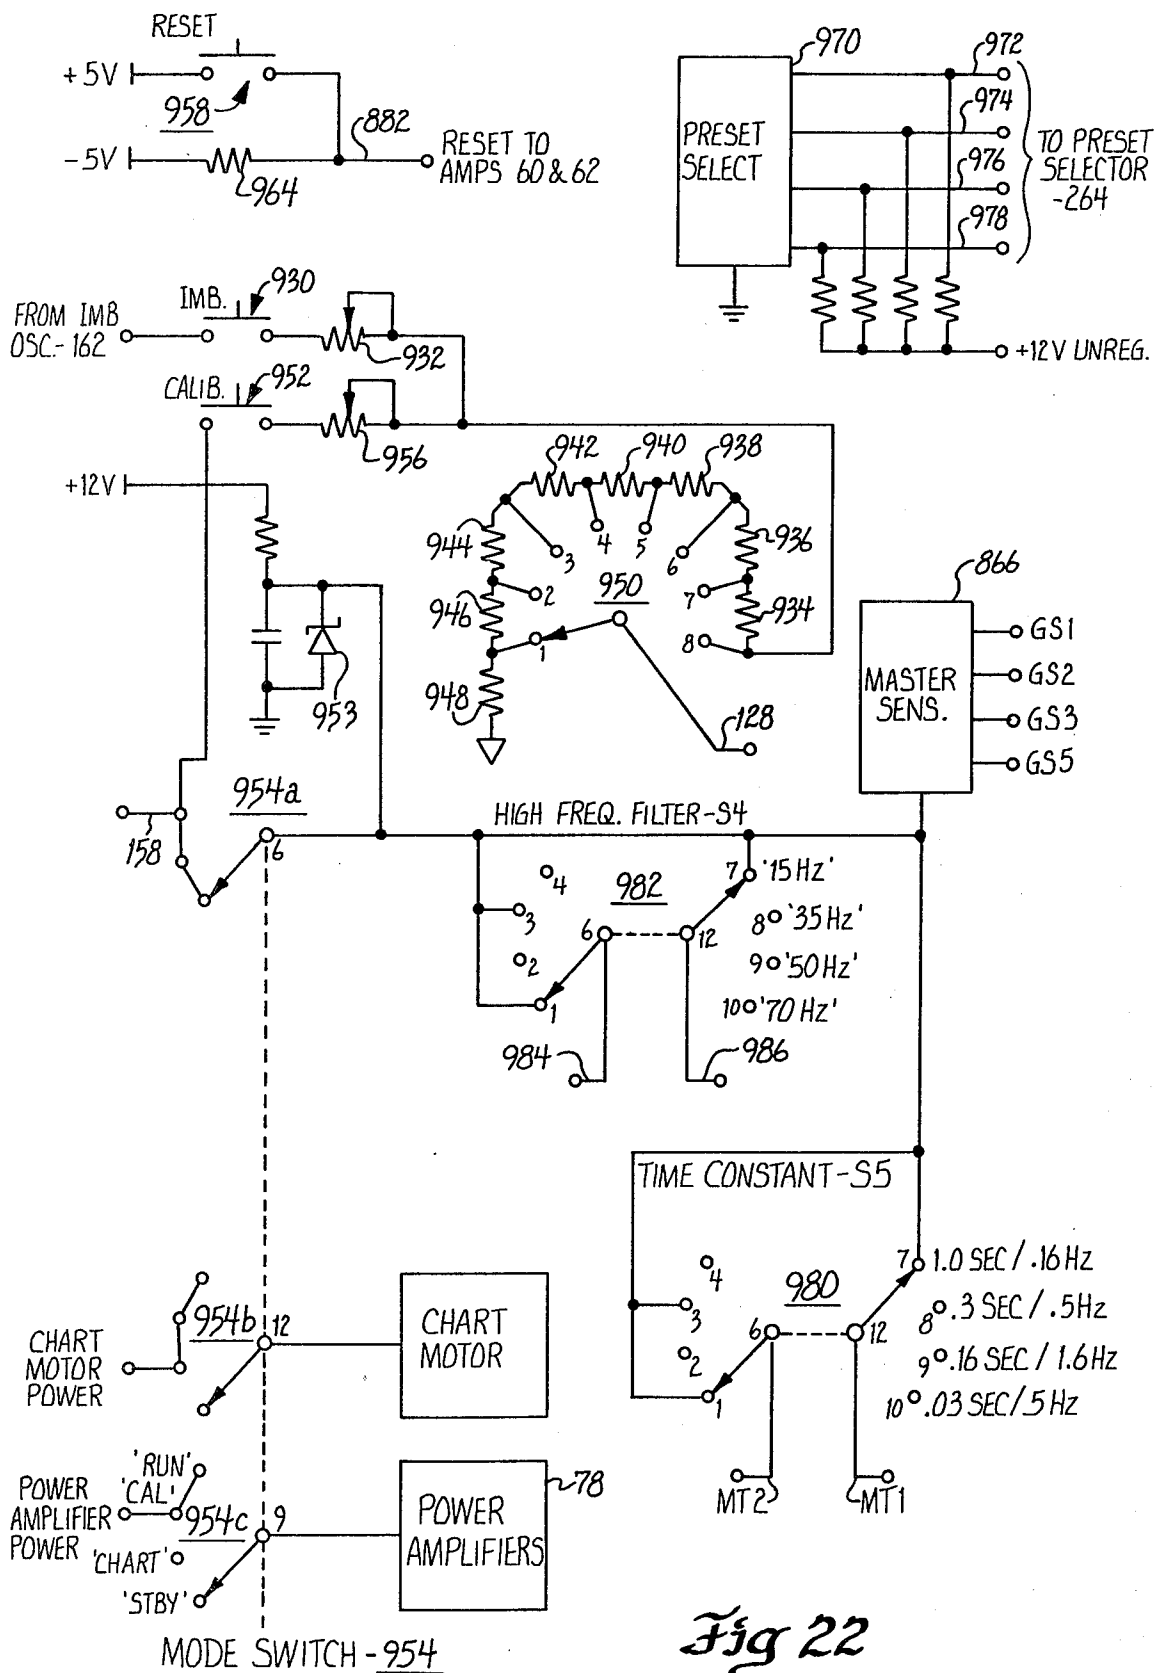 RESET
+5V
958
882
-5V
RESET TO
AMPS 60 & 62
964
970
PRESET
SELECT
972
974
976
978
TO PRESET
SELECTOR
-264
+12V UNREG.
IMB.
930
FROM IMB
OSC.-162
932
CALIB.
952
956
+12V
953
942
940
938
944
936
946
934
948
950
1
2
3
4
5
6
7
8
128
866
MASTER
SENS.
GS1
GS2
GS3
GS5
954a
158
6
HIGH FREQ. FILTER-S4
982
4
3
2
1
6
12
7 '15Hz'
8 '35Hz'
9 '50Hz'
10 '70Hz'
984
986
TIME CONSTANT-S5
980
4
3
2
1
6
12
7 1.0 SEC/ .16Hz
8 .3 SEC/ .5Hz
9 .16 SEC/ 1.6Hz
10 .03 SEC/ 5Hz
MT2
MT1
CHART
MOTOR
POWER
954b
12
CHART
MOTOR
'RUN'
'CAL'
POWER
AMPLIFIER
POWER
954c
9
'CHART'
'STBY'
POWER
AMPLIFIERS
78
MODE SWITCH-954
Fig 22